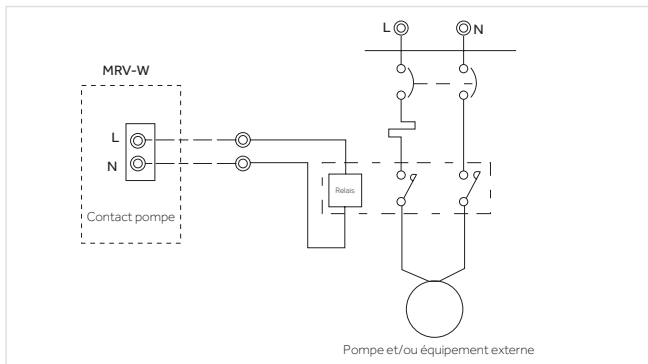 L N
MRV-W
L
N
Relais
Contact pompe
Pompe et/ou équipement externe